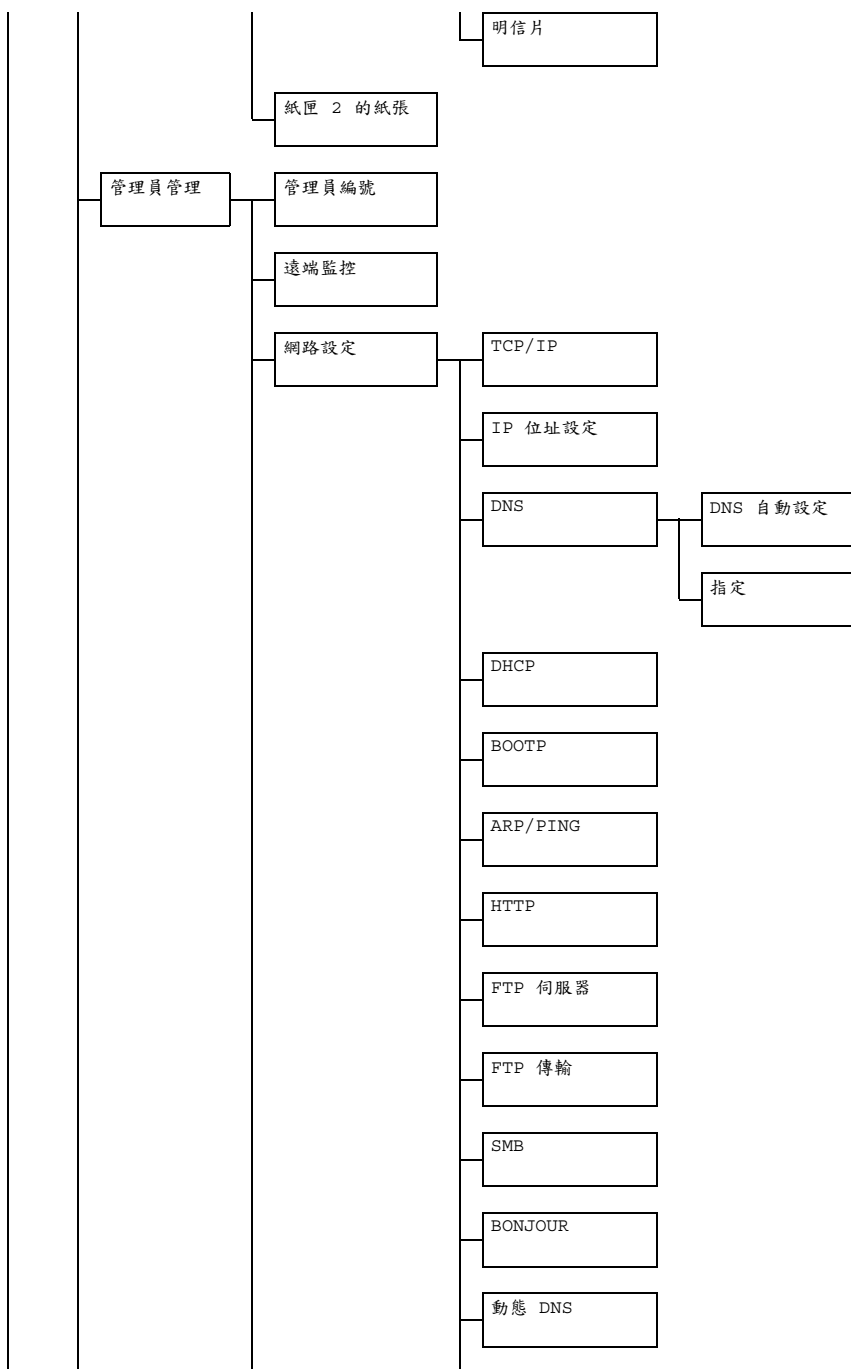 明信片
紙匣 2 的紙張
管理員管理
管理員編號
遠端監控
網路設定
TCP/IP
IP 位址設定
DNS
DNS 自動設定
指定
DHCP
BOOTP
ARP/PING
HTTP
FTP 伺服器
FTP 傳輸
SMB
BONJOUR
動態 DNS